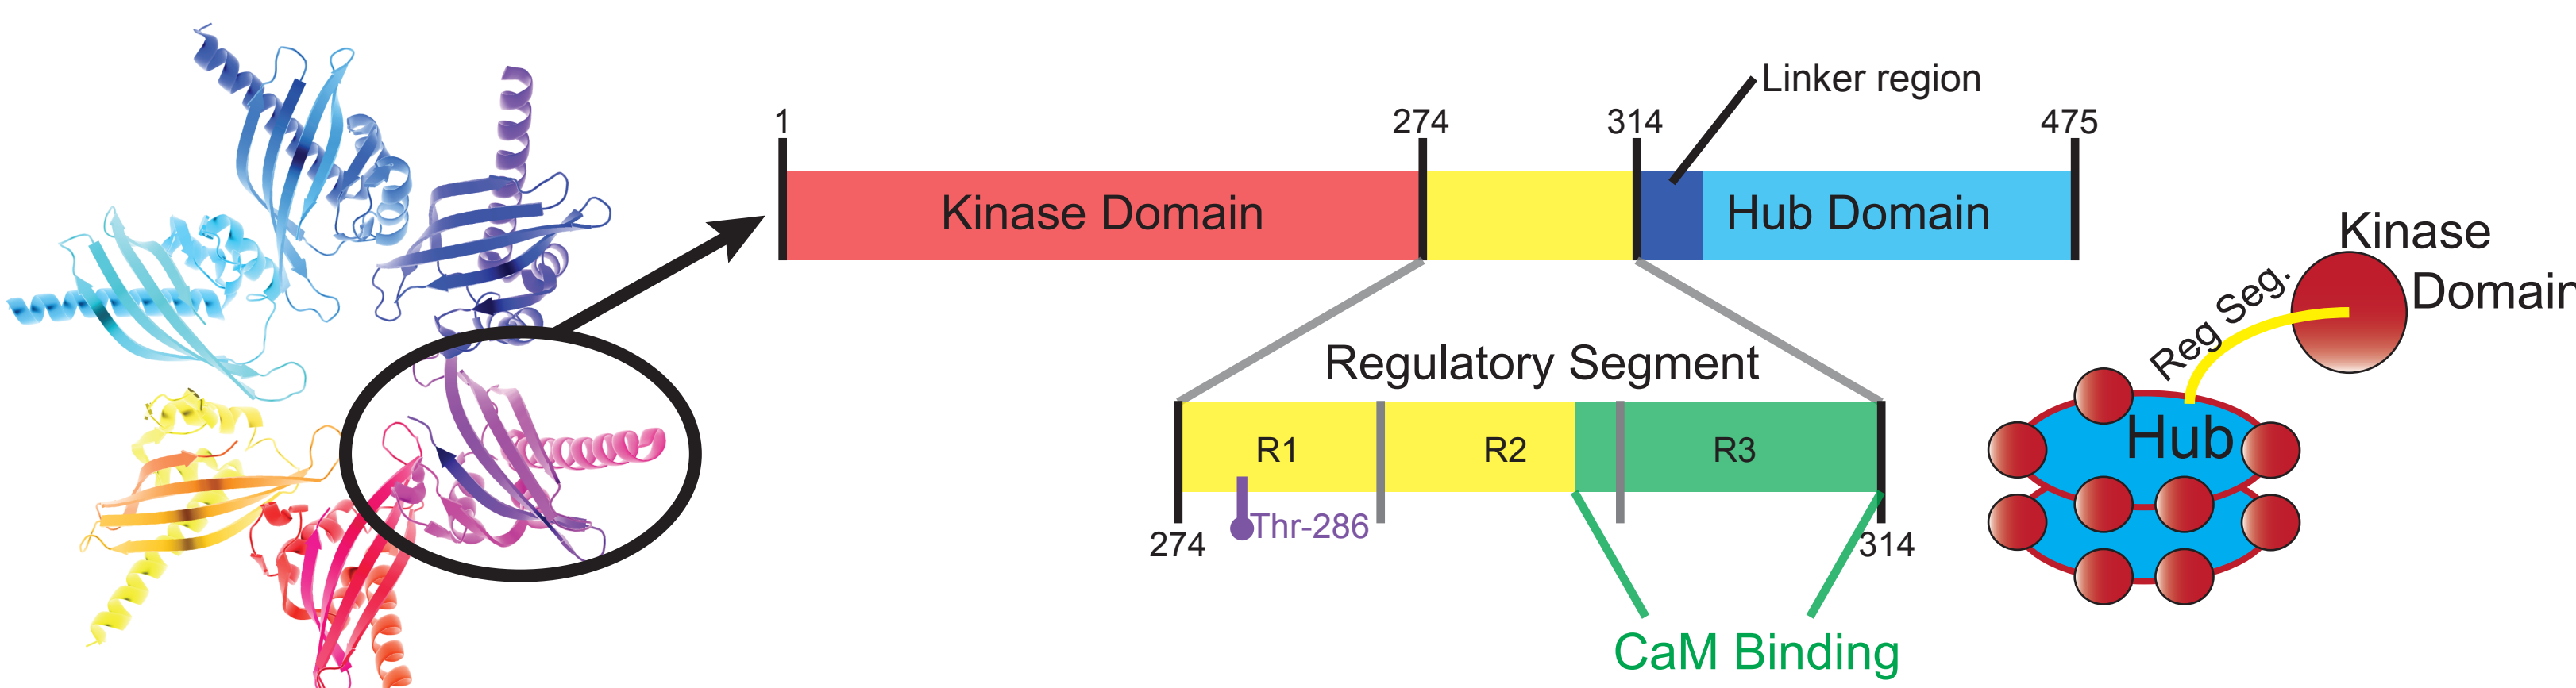 Linker region
1
274
314
475
Kinase Domain
Hub Domain
Regulatory Segment
R1
R2
R3
Thr-286
274
314
CaM Binding
Kinase
Domain
Reg Seg.
Hub